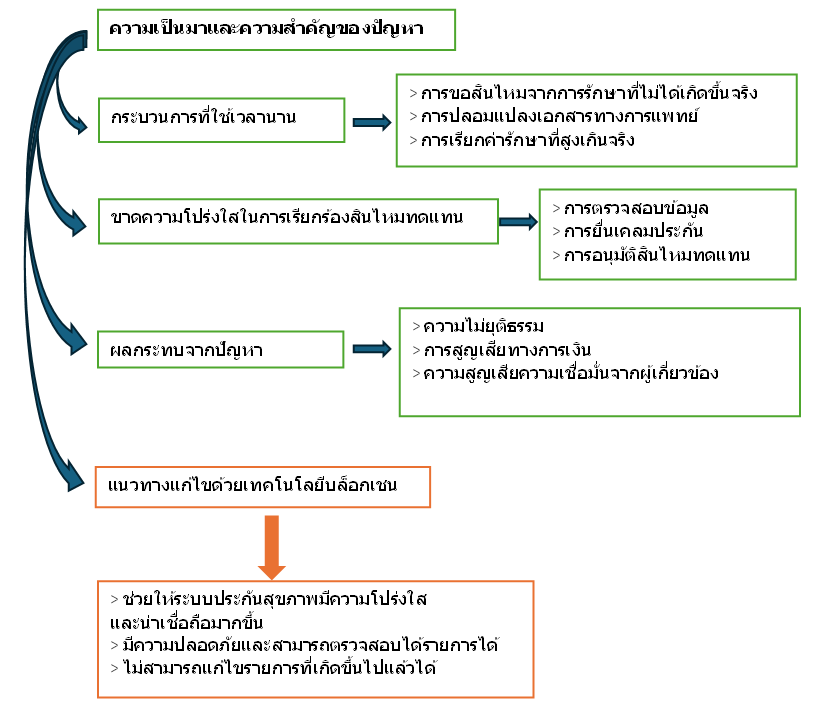 ความเป็นมาและความสำคัญของปัญหา
กระบวนการที่ใช้เวลานาน
> การขอสินไหมจากการรักษาที่ไม่ได้เกิดขึ้นจริง
> การปลอมแปลงเอกสารทางการแพทย์
> การเรียกค่ารักษาที่สูงเกินจริง
ขาดความโปร่งใสในการเรียกร้องสินไหมทดแทน
> การตรวจสอบข้อมูล
> การยื่นเคลมประกัน
> การอนุมัติสินไหมทดแทน
ผลกระทบจากปัญหา
> ความไม่ยุติธรรม
> การสูญเสียทางการเงิน
> ความสูญเสียความเชื่อมั่นจากผู้เกี่ยวข้อง
แนวทางแก้ไขด้วยเทคโนโลยีบล็อกเชน
> ช่วยให้ระบบประกันสุขภาพมีความโปร่งใส
และน่าเชื่อถือมากขึ้น
> มีความปลอดภัยและสามารถตรวจสอบได้รายการได้
> ไม่สามารถแก้ไขรายการที่เกิดขึ้นไปแล้วได้